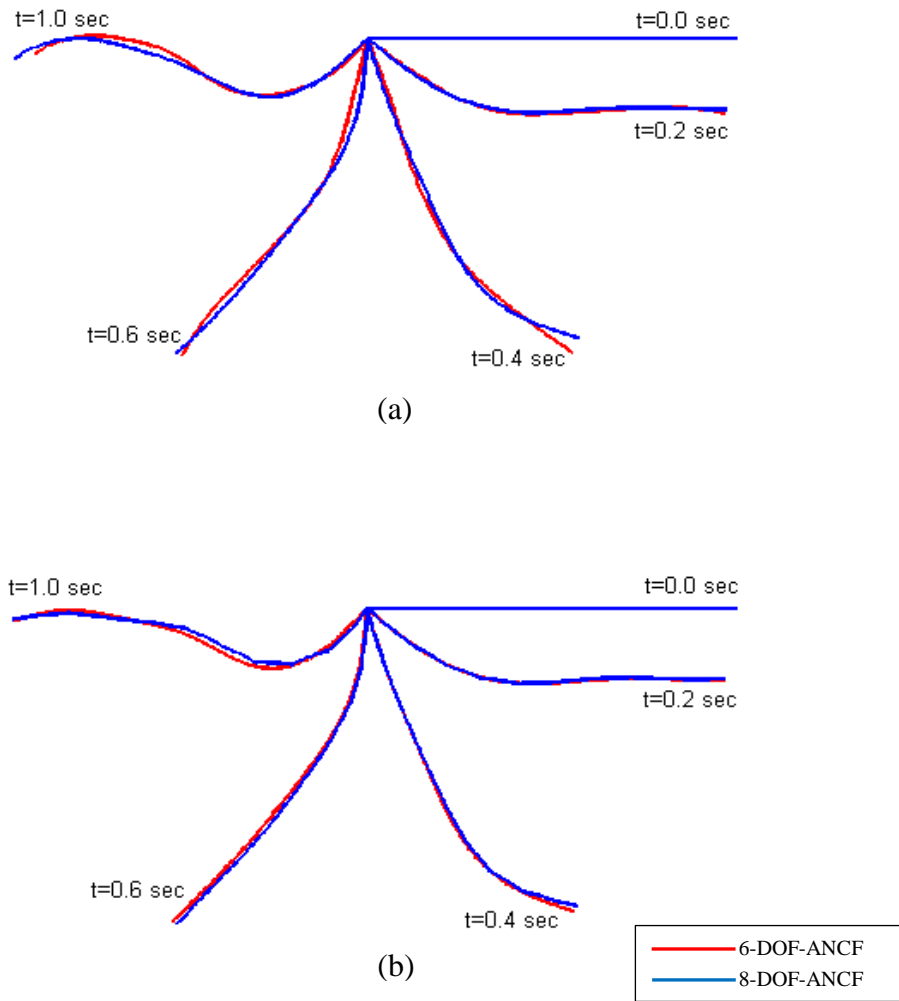 t=1.0 sec
t=0.0 sec
t=0.2 sec
t=0.6 sec
t=0.4 sec
(a)
t=1.0 sec
t=0.0 sec
t=0.2 sec
t=0.6 sec
t=0.4 sec
(b)
6-DOF-ANCF
8-DOF-ANCF